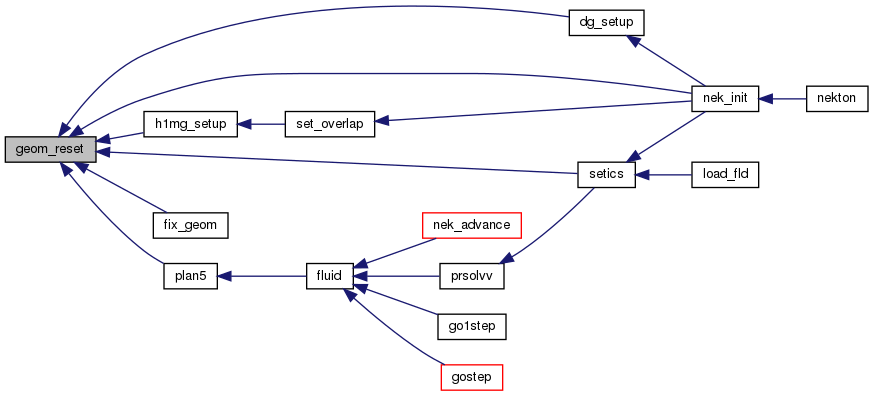 dg_setup
nek_init
nekton
h1mg_setup
set_overlap
geom_reset
setics
load_fld
fix_geom
nek_advance
plan5
fluid
prsolvv
go1step
gostep